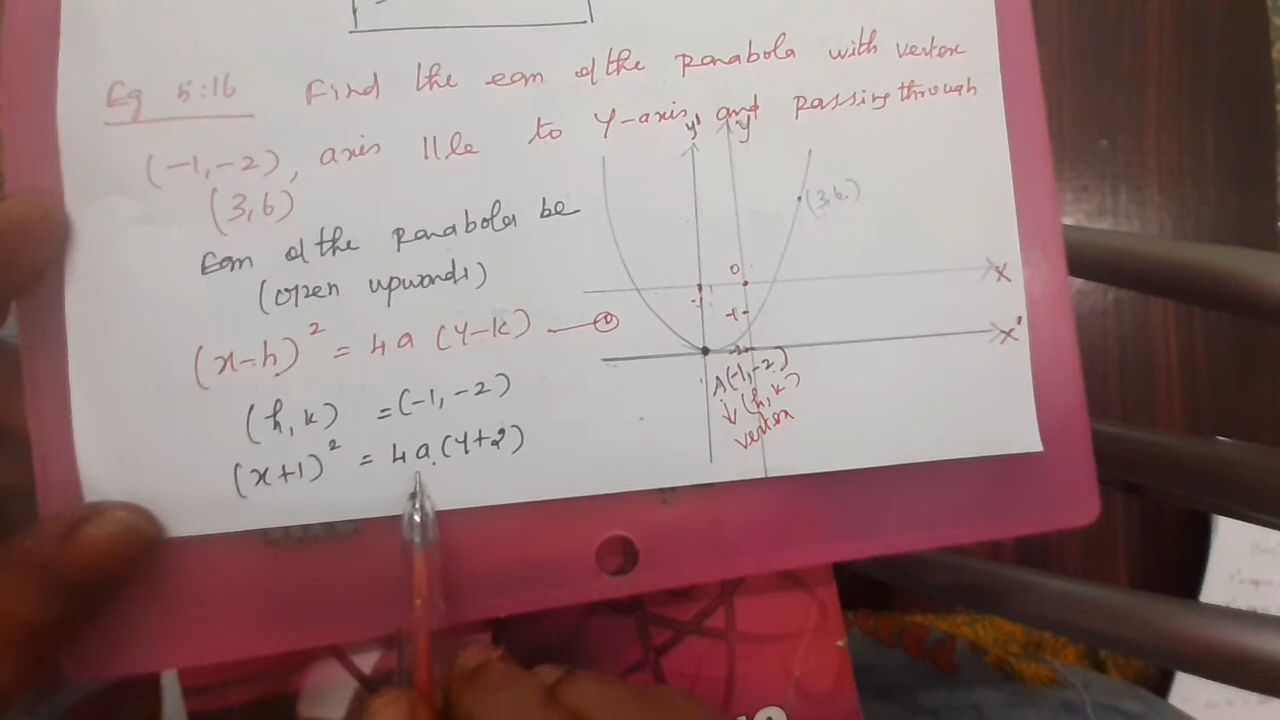 Eg 5:16 Find the eqn of the Parabola with vertex
(-1,-2), axis 11le to Y-axis, and passing through
(3,6)
Eqn of the Parabola be
(open upwards)
(x-h)² = 4a (Y-k)
(h, k) = (-1, -2)
(x+1)² = 4a.(Y+2)
y' y
(3,6)
0
X
-1
-2
X'
A(-1,-2)
↓ (h, k)
vertex